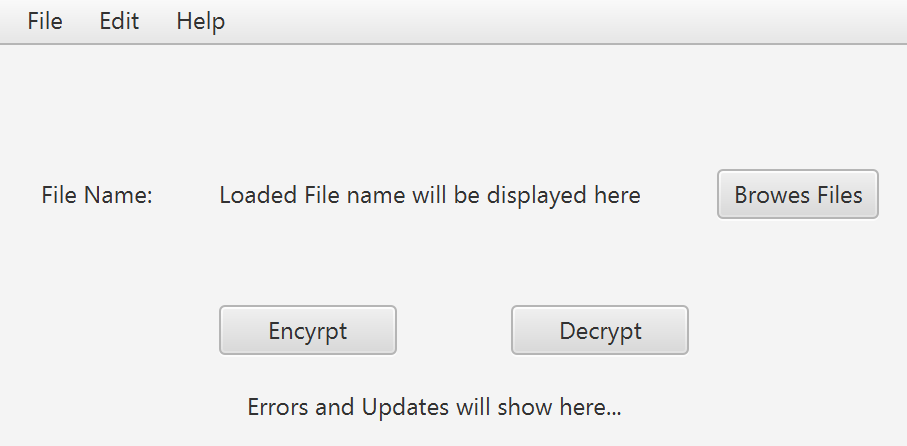 File Edit Help
File Name: Loaded File name will be displayed here Browes Files
Encyrpt Decrypt
Errors and Updates will show here...